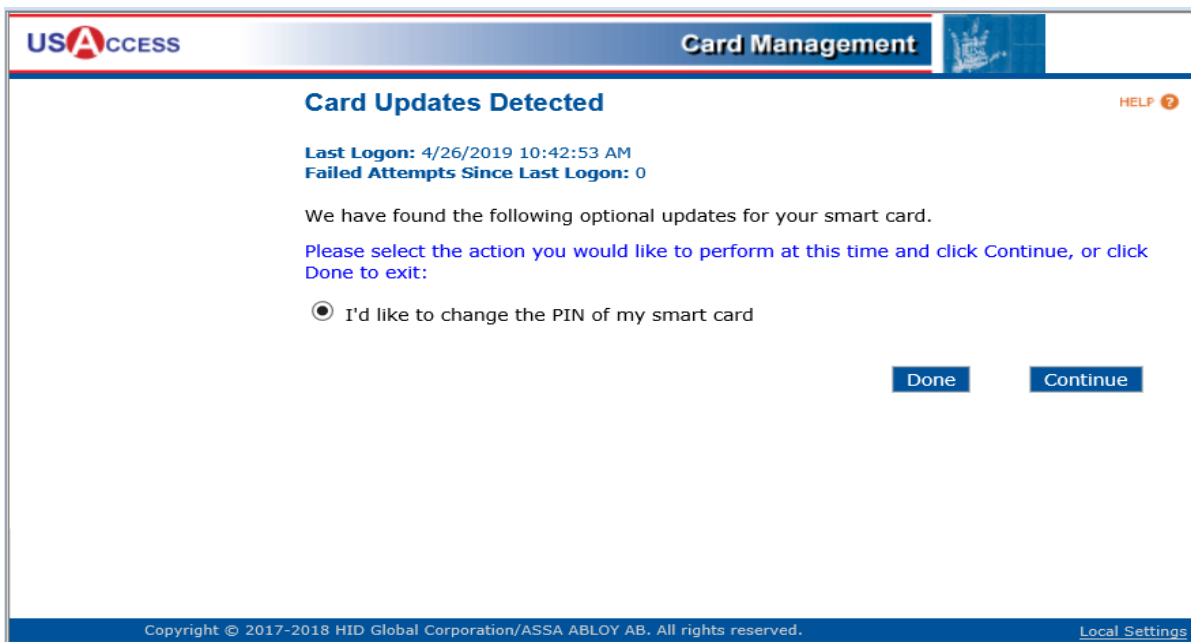 USACCESS
Card Management
Card Updates Detected
HELP ?
Last Logon: 4/26/2019 10:42:53 AM
Failed Attempts Since Last Logon: 0
We have found the following optional updates for your smart card.
Please select the action you would like to perform at this time and click Continue, or click
Done to exit:
I'd like to change the PIN of my smart card
Done Continue
Copyright © 2017-2018 HID Global Corporation/ASSA ABLOY AB. All rights reserved. Local Settings